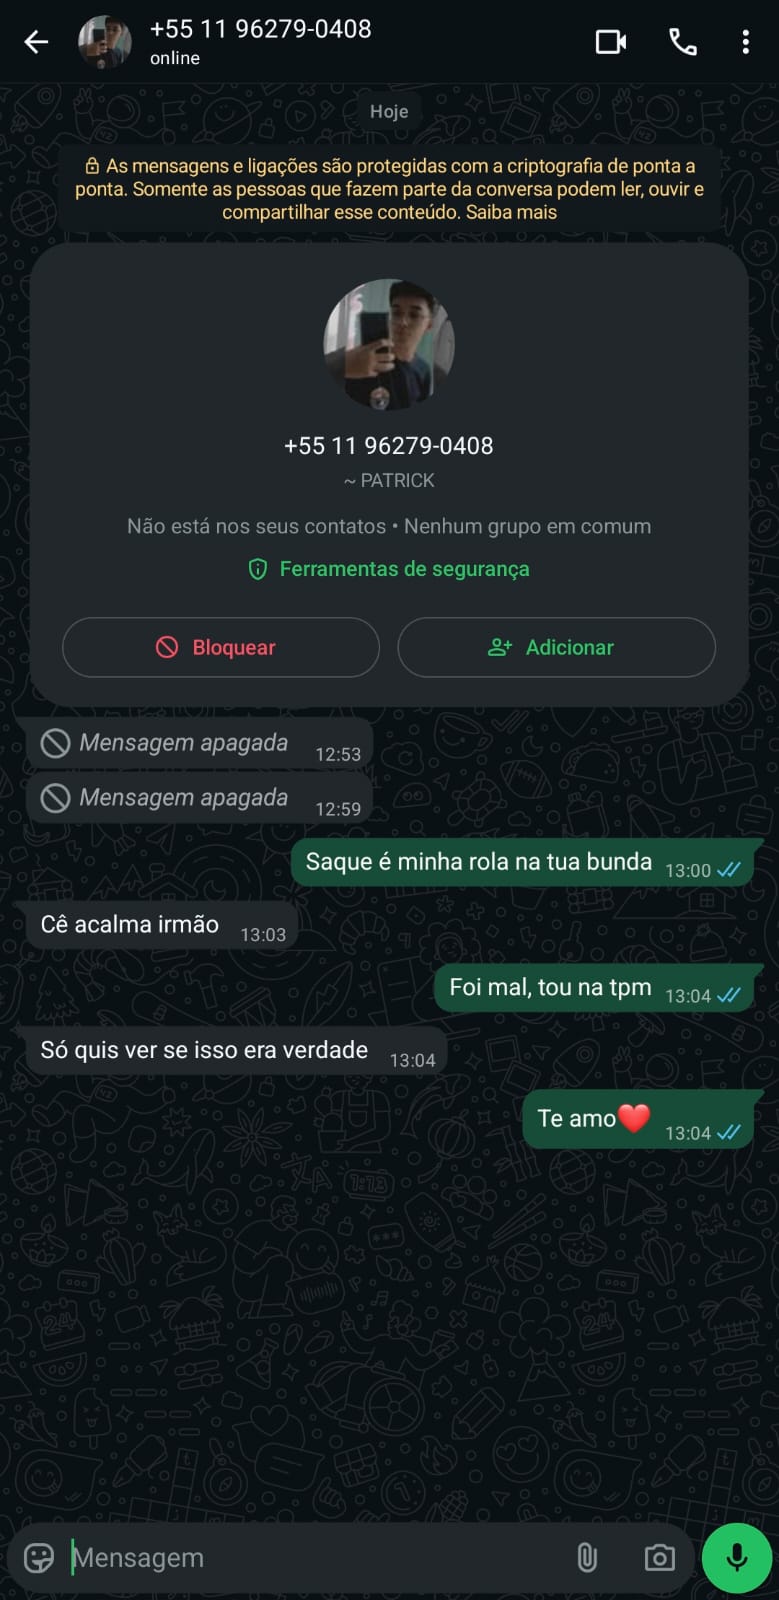 +55 11 96279-0408
online
Hoje
As mensagens e ligações são protegidas com a criptografia de ponta a
ponta. Somente as pessoas que fazem parte da conversa podem ler, ouvir e
compartilhar esse conteúdo. Saiba mais
+55 11 96279-0408
~ PATRICK
Não está nos seus contatos • Nenhum grupo em comum
Ferramentas de segurança
Bloquear
Adicionar
Mensagem apagada 12:53
Mensagem apagada 12:59
Saque é minha rola na tua bunda 13:00
Cê acalma irmão 13:03
Foi mal, tou na tpm 13:04
Só quis ver se isso era verdade 13:04
Te amo❤️ 13:04
Mensagem